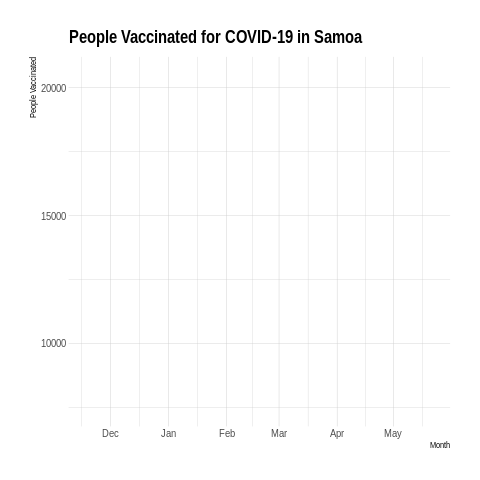 People Vaccinated for COVID-19 in Samoa
People Vaccinated
20000
15000
10000
Dec Jan Feb Mar Apr May
Month